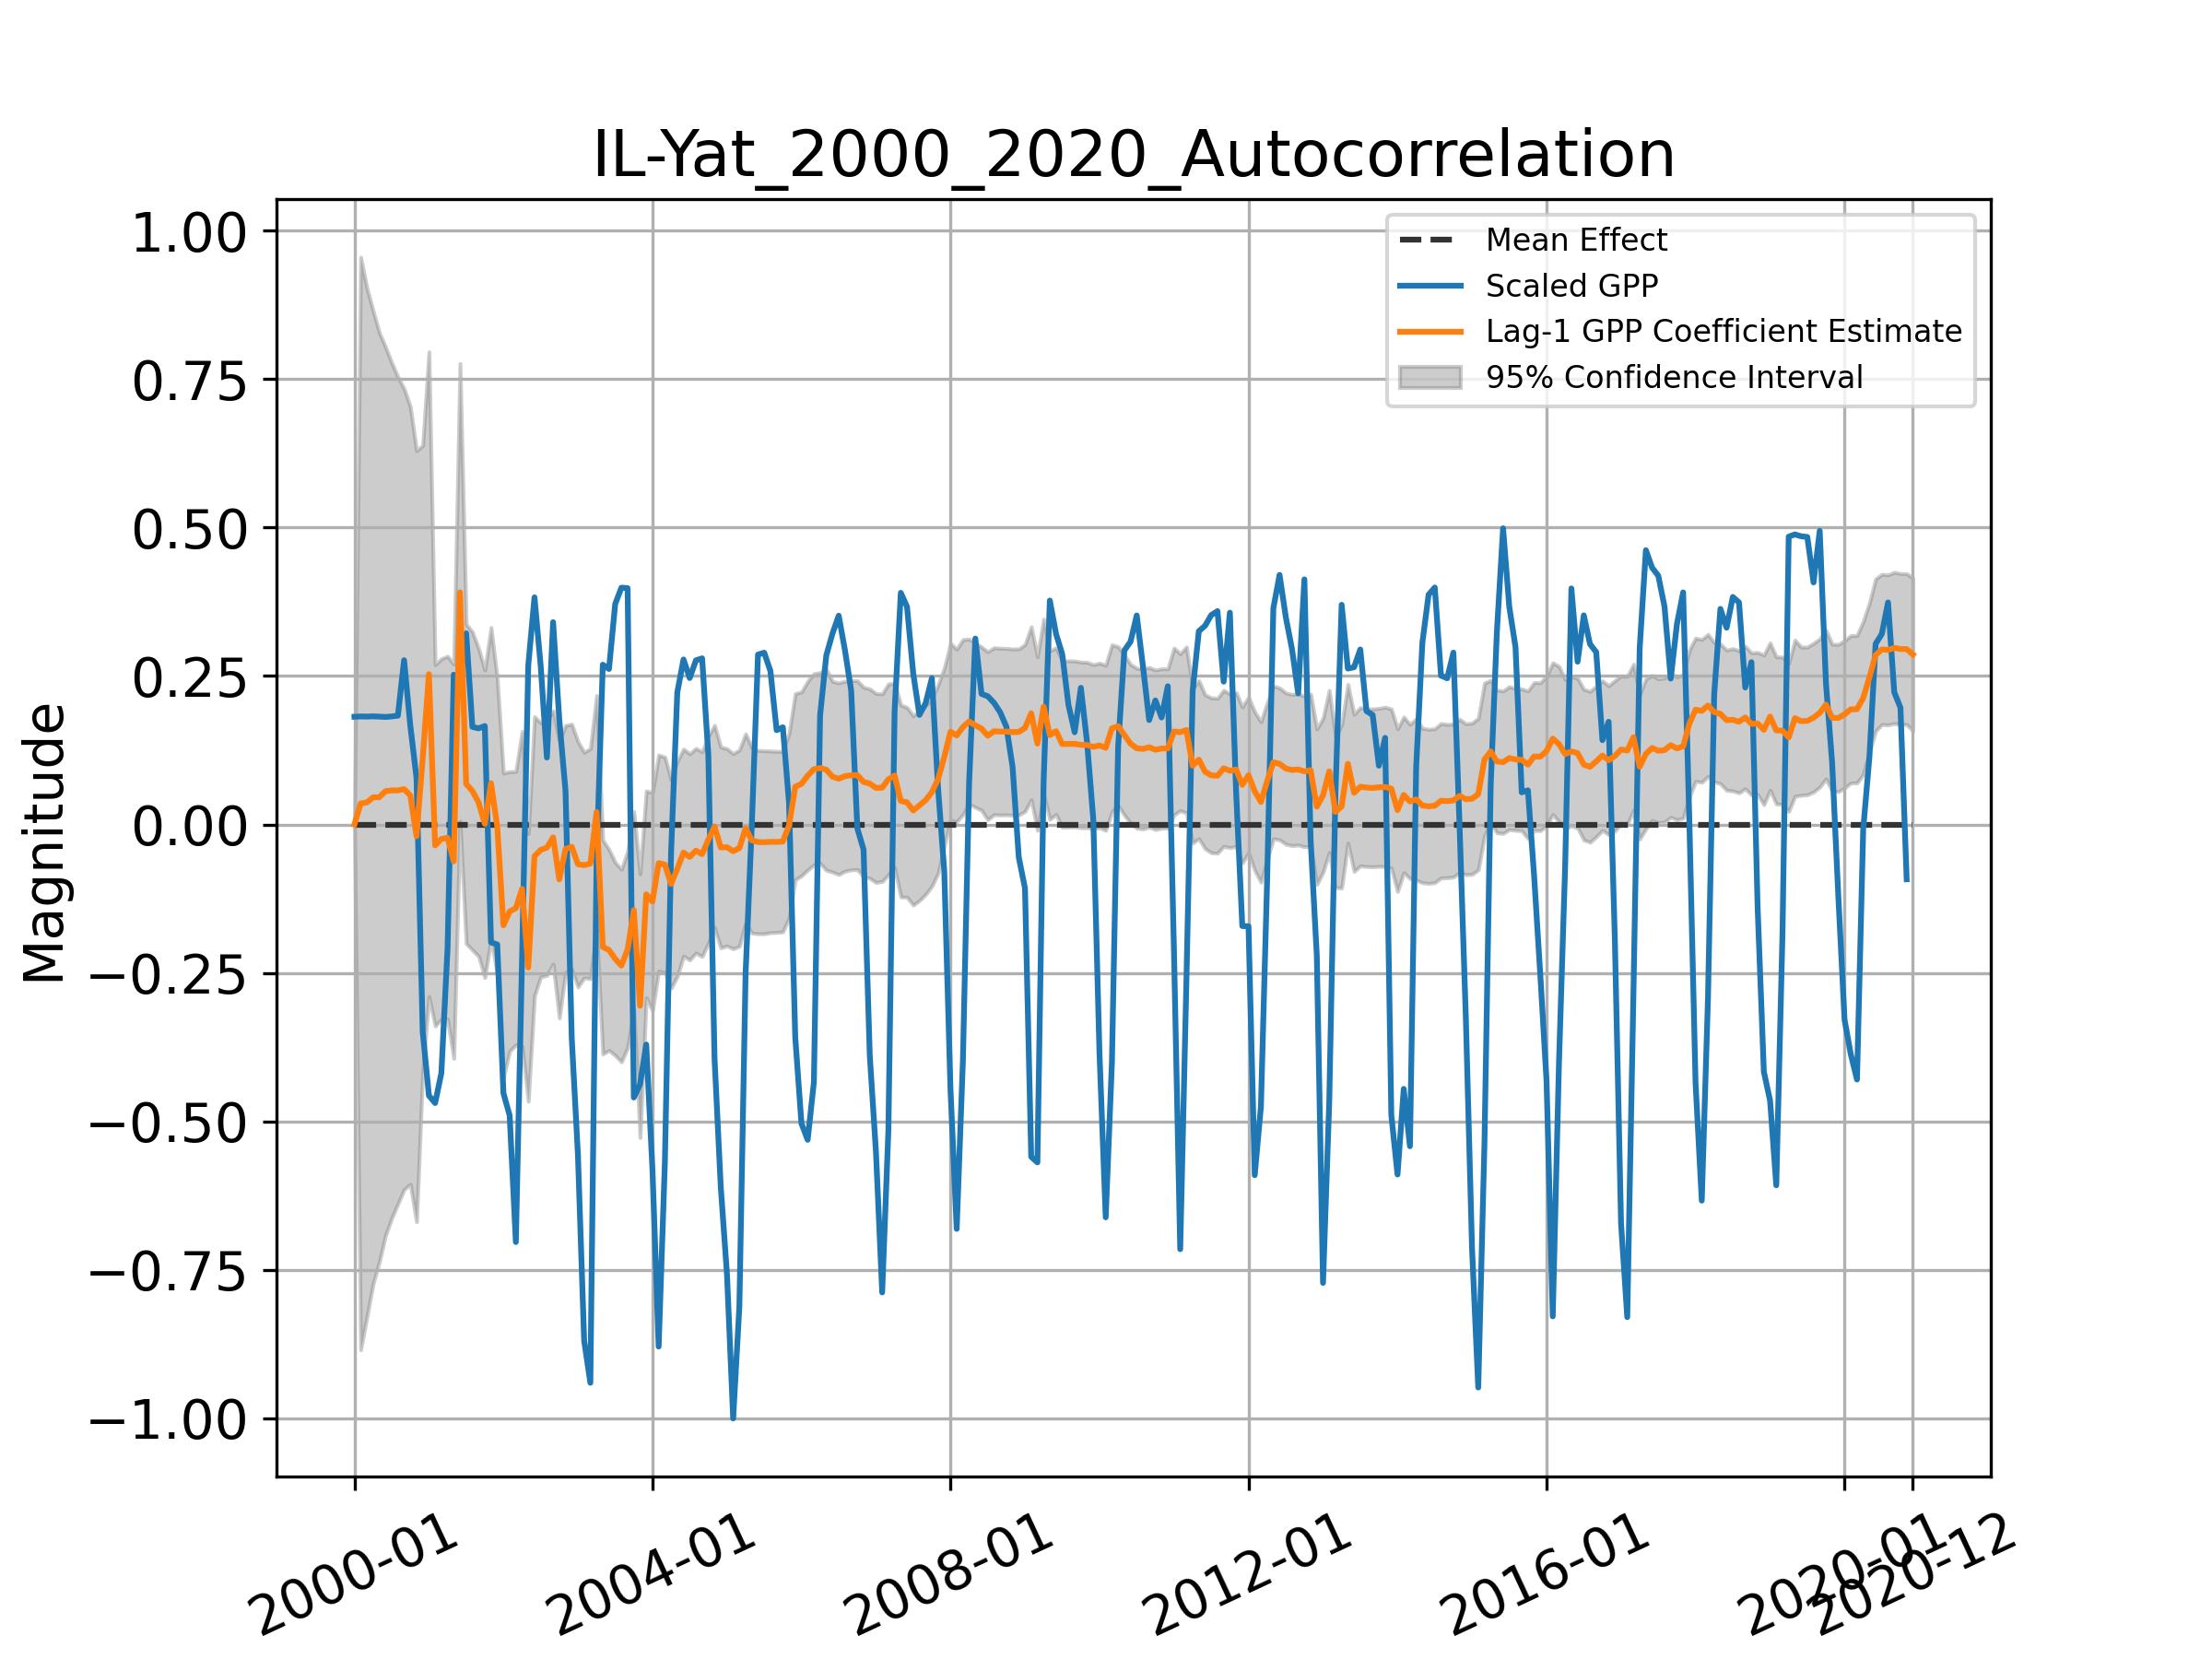 IL-Yat_2000_2020_Autocorrelation
Mean Effect
Scaled GPP
Lag-1 GPP Coefficient Estimate
95% Confidence Interval
Magnitude
1.00
0.75
0.50
0.25
0.00
−0.25
−0.50
−0.75
−1.00
2000-01
2004-01
2008-01
2012-01
2016-01
2020-01
2020-12